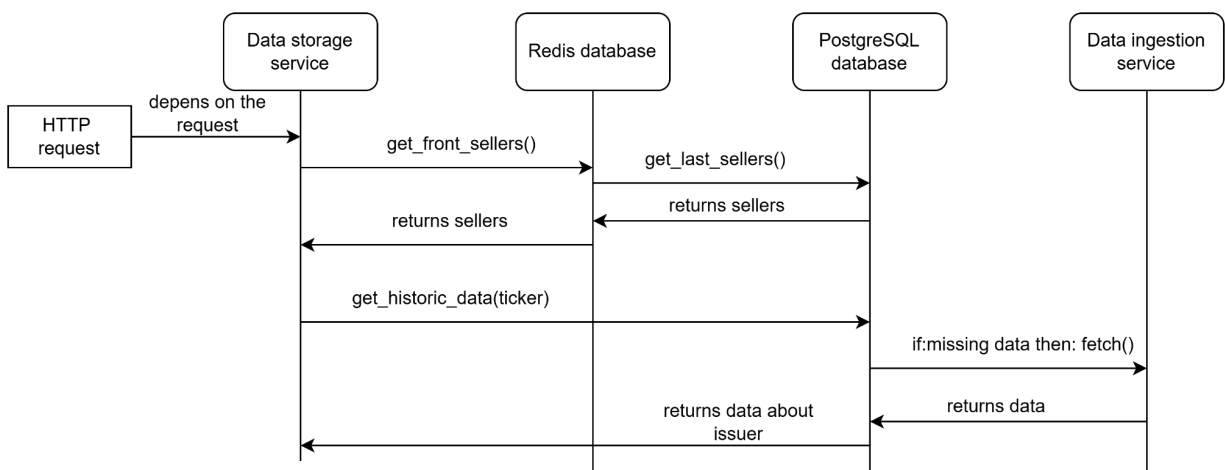 Data storage
service
Redis database
PostgreSQL
database
Data ingestion
service
depens on the
request
HTTP
request
get_front_sellers()
get_last_sellers()
returns sellers
returns sellers
get_historic_data(ticker)
if:missing data then: fetch()
returns data
returns data about
issuer